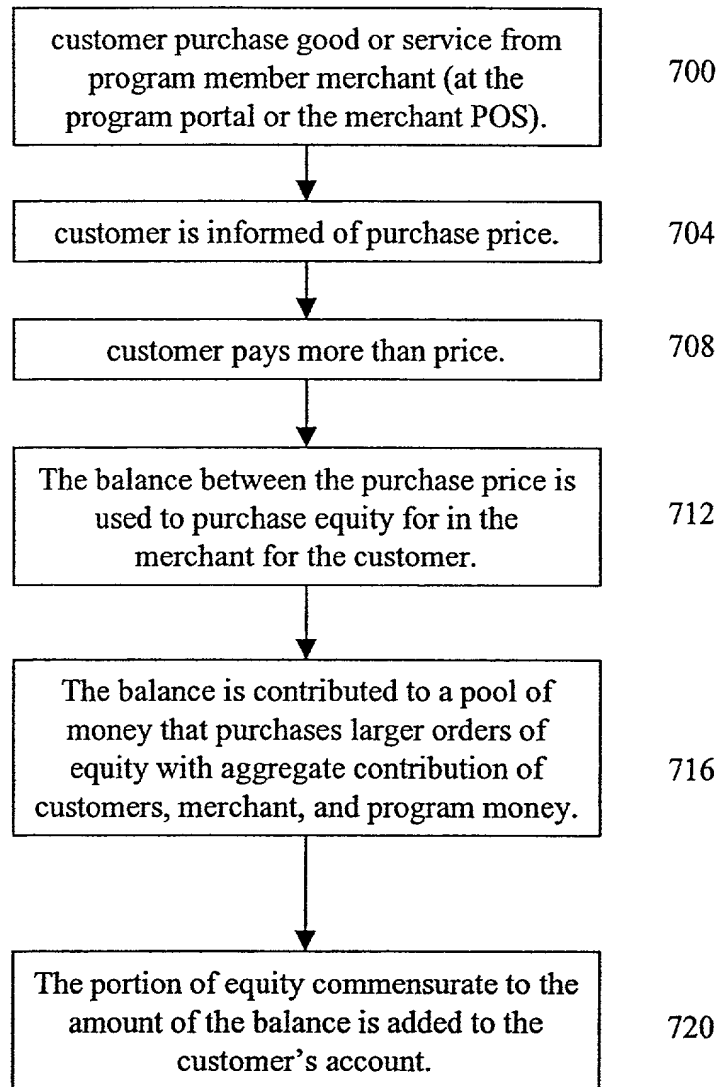 customer purchase good or service from
program member merchant (at the
program portal or the merchant POS).
700
customer is informed of purchase price.
704
customer pays more than price.
708
The balance between the purchase price is
used to purchase equity for in the
merchant for the customer.
712
The balance is contributed to a pool of
money that purchases larger orders of
equity with aggregate contribution of
customers, merchant, and program money.
716
The portion of equity commensurate to the
amount of the balance is added to the
customer's account.
720